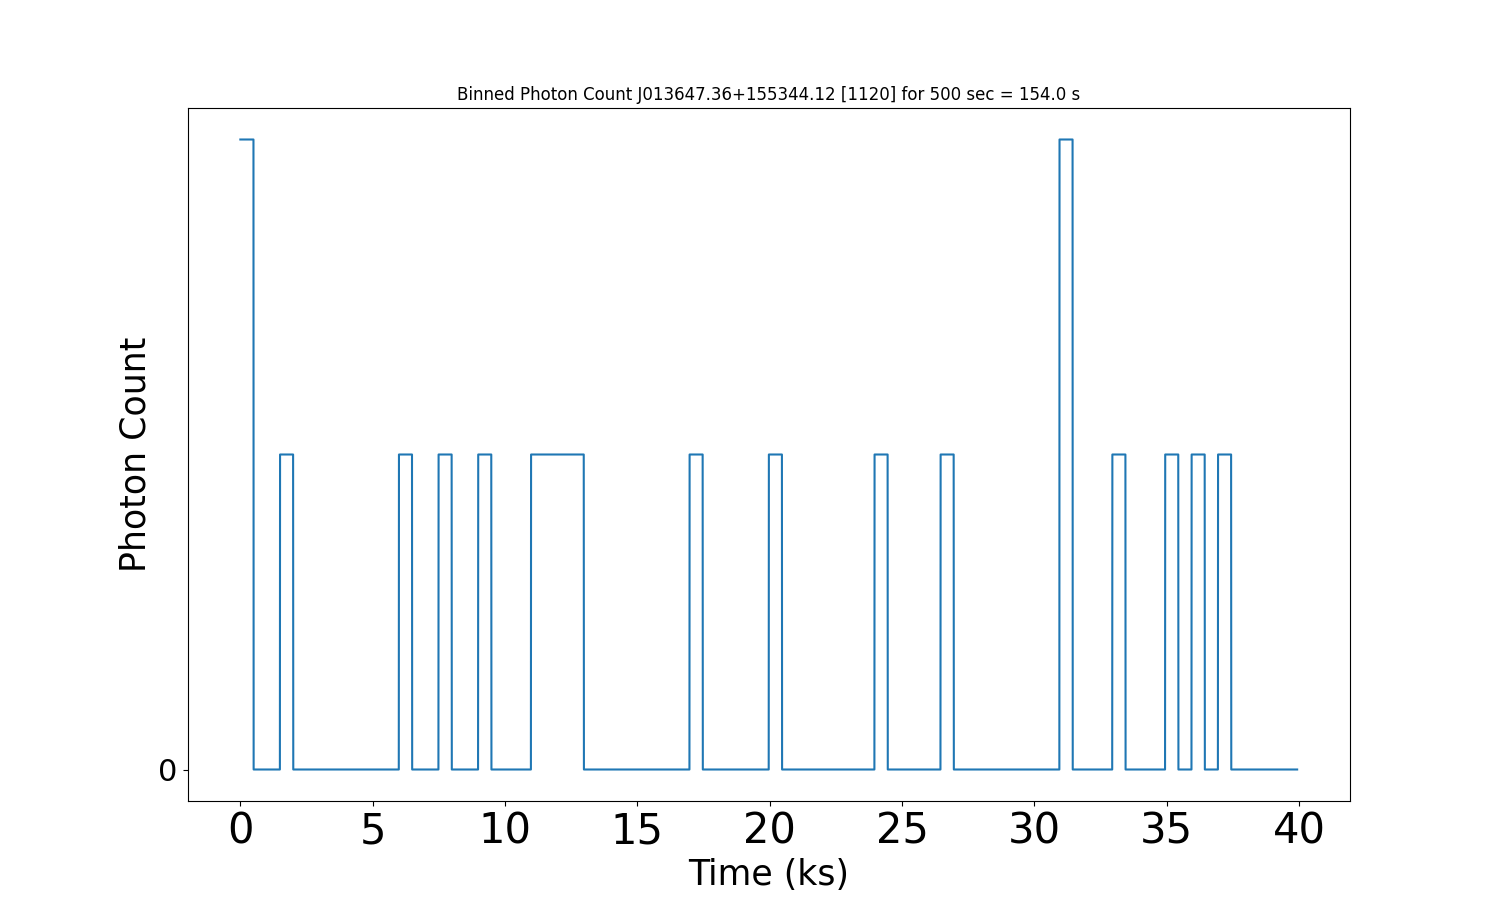 Binned Photon Count J013647.36+155344.12 [1120] for 500 sec = 154.0 s
Photon Count
0
0 5 10 15 20 25 30 35 40
Time (ks)